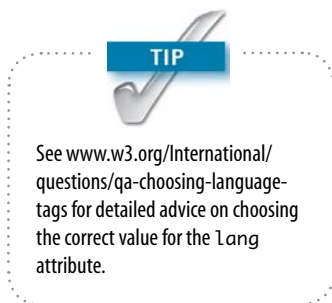 TIP
See www.w3.org/International/
questions/qa-choosing-language-
tags for detailed advice on choosing
the correct value for the lang
attribute.